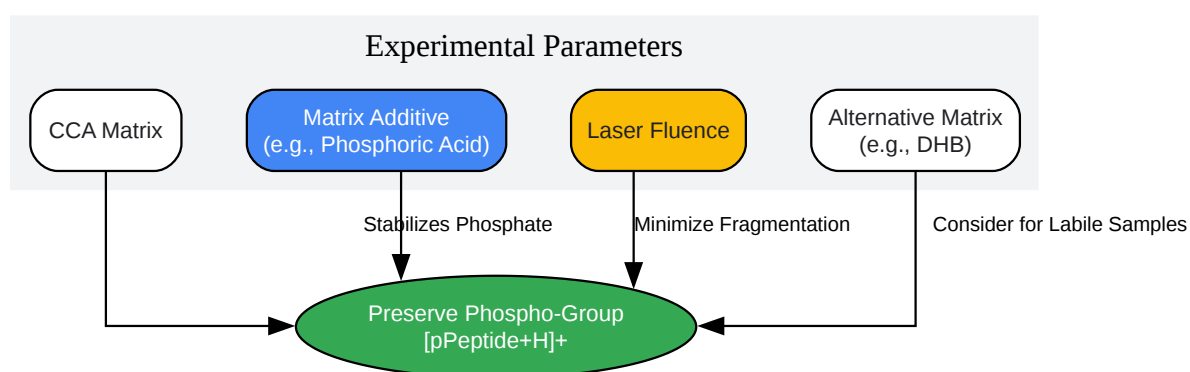 Experimental Parameters
CCA Matrix
Matrix Additive
(e.g., Phosphoric Acid)
Laser Fluence
Alternative Matrix
(e.g., DHB)
Stabilizes Phosphate
Minimize Fragmentation
Consider for Labile Samples
Preserve Phospho-Group
[pPeptide+H]+